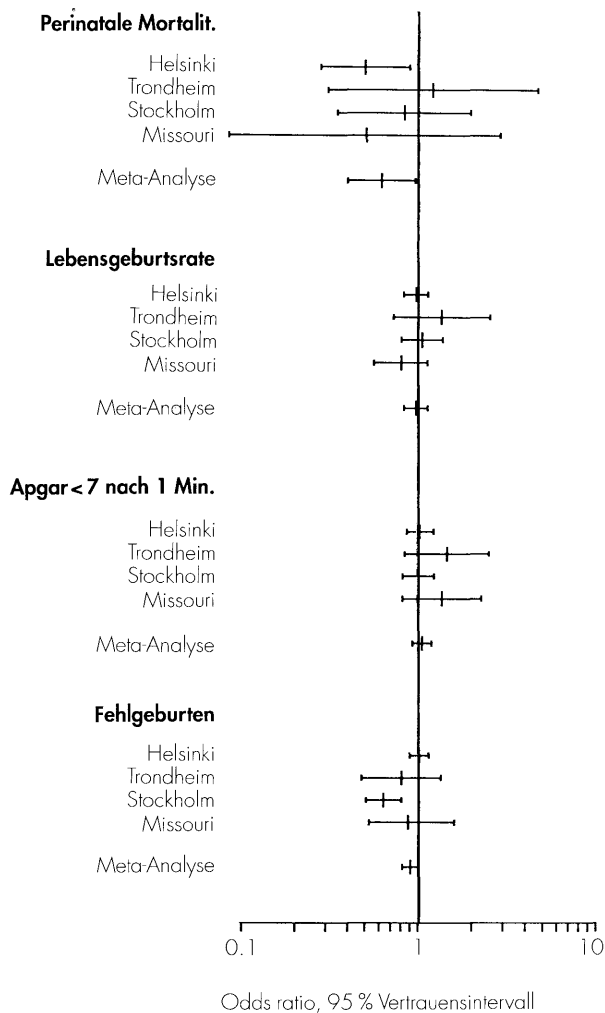 Perinatale Mortalit.
Helsinki
Trondheim
Stockholm
Missouri
Meta-Analyse
Lebensgeburtsrate
Helsinki
Trondheim
Stockholm
Missouri
Meta-Analyse
Apgar < 7 nach 1 Min.
Helsinki
Trondheim
Stockholm
Missouri
Meta-Analyse
Fehlgeburten
Helsinki
Trondheim
Stockholm
Missouri
Meta-Analyse
0.1 1 10
Odds ratio, 95 % Vertrauensintervall